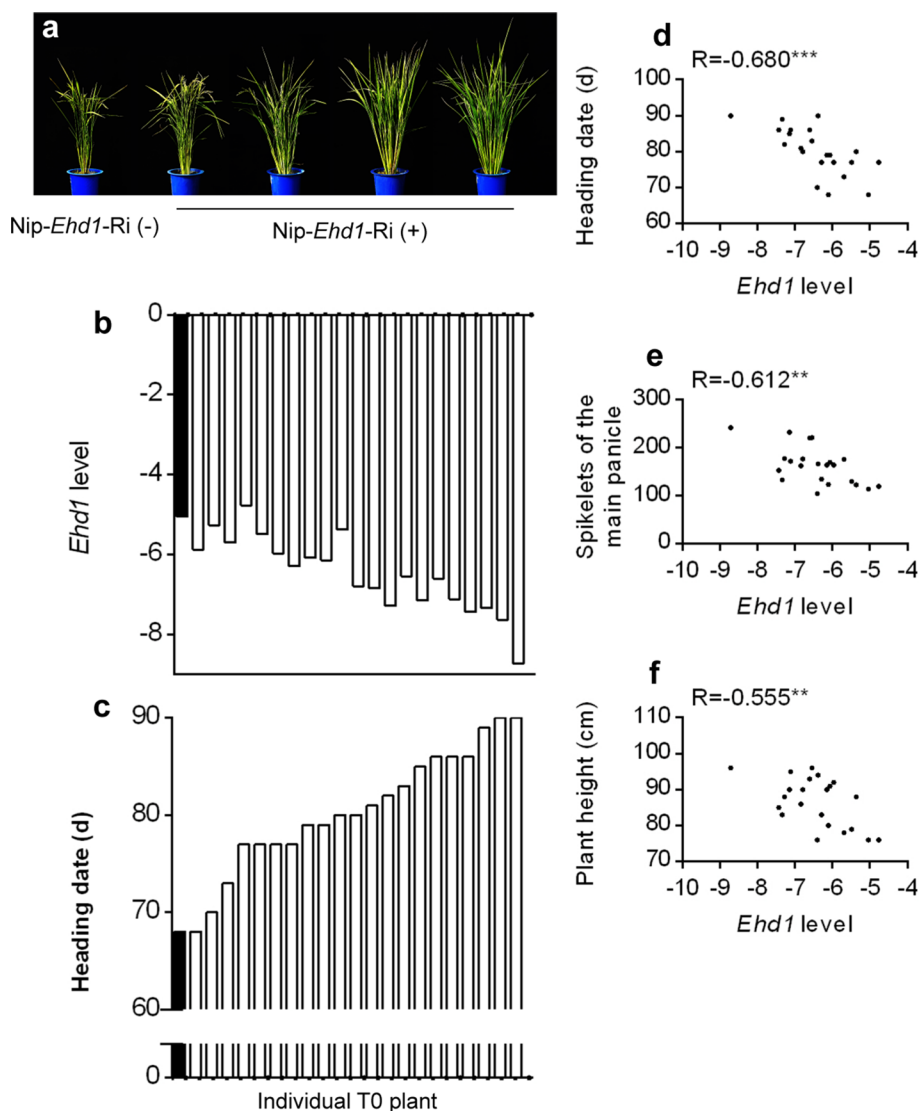 a
Nip-Ehd1-Ri (-)
Nip-Ehd1-Ri (+)
b
0
-2
-4
-6
-8
Ehd1 level
c
90
80
70
60
0
Heading date (d)
Individual T0 plant
d
R=-0.680***
Heading date (d)
100
90
80
70
60
-10 -9 -8 -7 -6 -5 -4
Ehd1 level
e
R=-0.612**
Spikelets of the
main panicle
300
200
100
0
-10 -9 -8 -7 -6 -5 -4
Ehd1 level
f
R=-0.555**
Plant height (cm)
110
100
90
80
70
-10 -9 -8 -7 -6 -5 -4
Ehd1 level